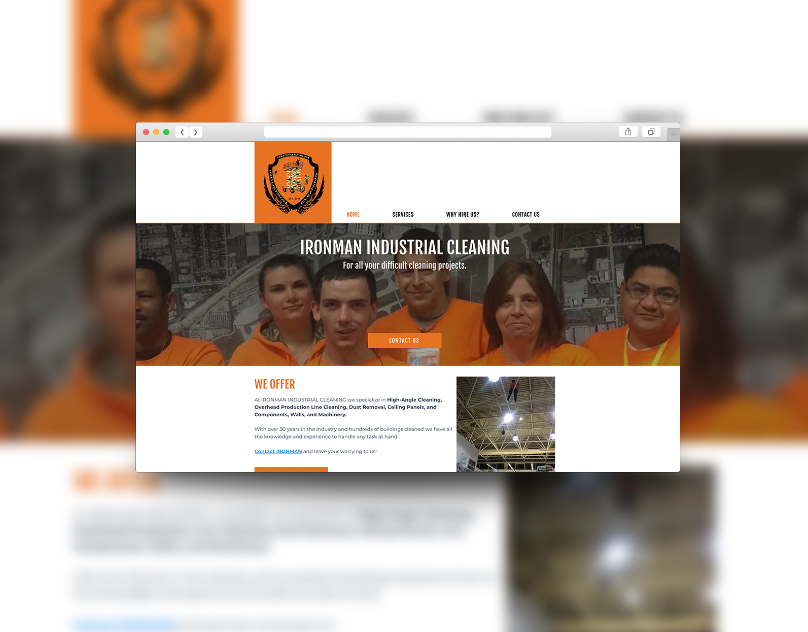 HOME SERVICES WHY HIRE US? CONTACT US
IRONMAN INDUSTRIAL CLEANING
For all your difficult cleaning projects.
CONTACT US
WE OFFER
At IRONMAN INDUSTRIAL CLEANING we specialize in High-Angle Cleaning,
Overhead Production Line Cleaning, Dust Removal, Ceiling Panels, and
Components, Walls, and Machinery.
With over 30 years in the industry and hundreds of buildings cleaned we have all
the knowledge and experience to handle any task at hand
Contact IRONMAN and leave your worrying to us!